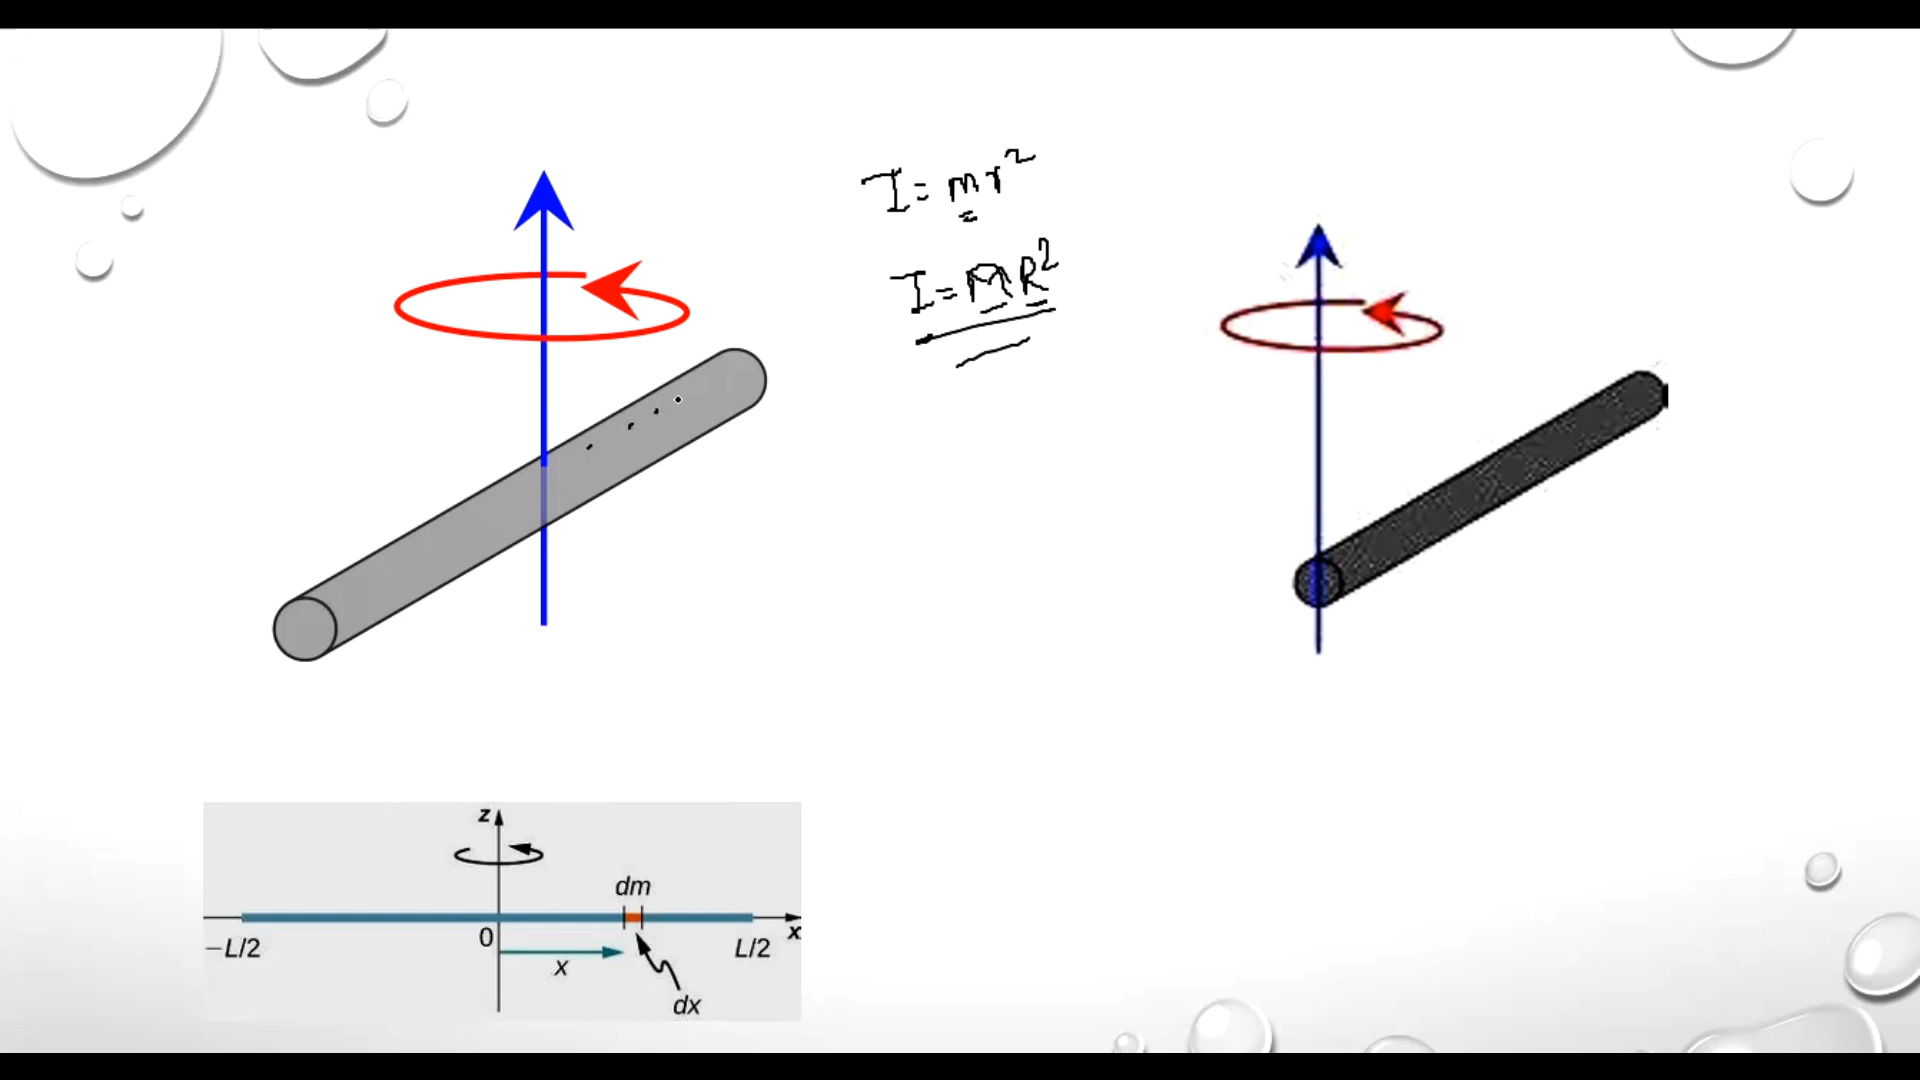 I = mr²
I = MR²
z
dm
-L/2
0
L/2
x
x
dx